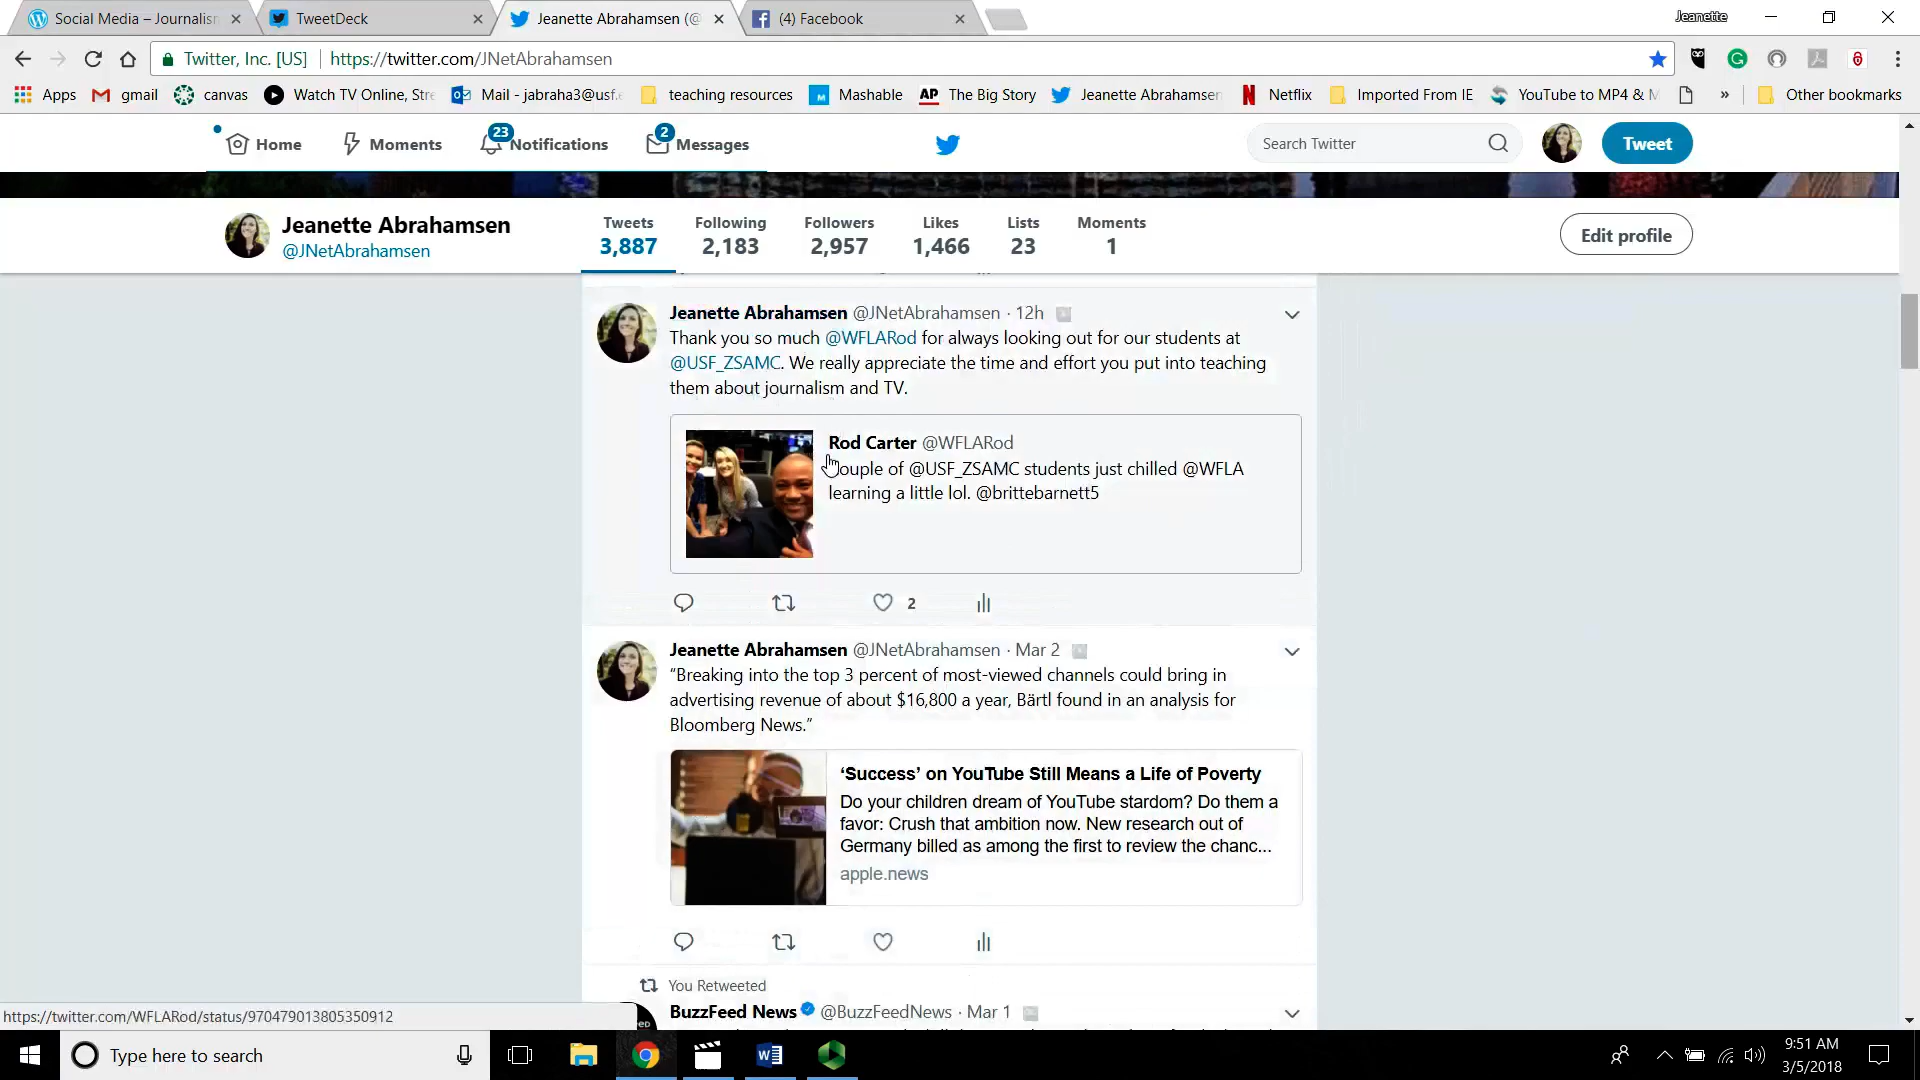 Social Media – Journalism
TweetDeck
Jeanette Abrahamsen (@
(4) Facebook
Jeanette
Twitter, Inc. [US]
https://twitter.com/JNetAbrahamsen
Apps
gmail
canvas
Watch TV Online, Stre
Mail - jabraha3@usf.e
teaching resources
Mashable
AP
The Big Story
Jeanette Abrahamsen
Netflix
Imported From IE
YouTube to MP4 & M
»
Other bookmarks
Home
Moments
23
Notifications
2
Messages
Search Twitter
Tweet
Jeanette Abrahamsen
@JNetAbrahamsen
Tweets
3,887
Following
2,183
Followers
2,957
Likes
1,466
Lists
23
Moments
1
Edit profile
Jeanette Abrahamsen @JNetAbrahamsen · 12h
Thank you so much @WFLARod for always looking out for our students at
@USF_ZSAMC. We really appreciate the time and effort you put into teaching
them about journalism and TV.
Rod Carter @WFLARod
Couple of @USF_ZSAMC students just chilled @WFLA
learning a little lol. @brittebarnett5
2
Jeanette Abrahamsen @JNetAbrahamsen · Mar 2
“Breaking into the top 3 percent of most-viewed channels could bring in
advertising revenue of about $16,800 a year, Bärtl found in an analysis for
Bloomberg News.”
‘Success’ on YouTube Still Means a Life of Poverty
Do your children dream of YouTube stardom? Do them a
favor: Crush that ambition now. New research out of
Germany billed as among the first to review the chanc...
apple.news
You Retweeted
BuzzFeed News @BuzzFeedNews · Mar 1
https://twitter.com/WFLARod/status/970479013805350912
Type here to search
9:51 AM
3/5/2018